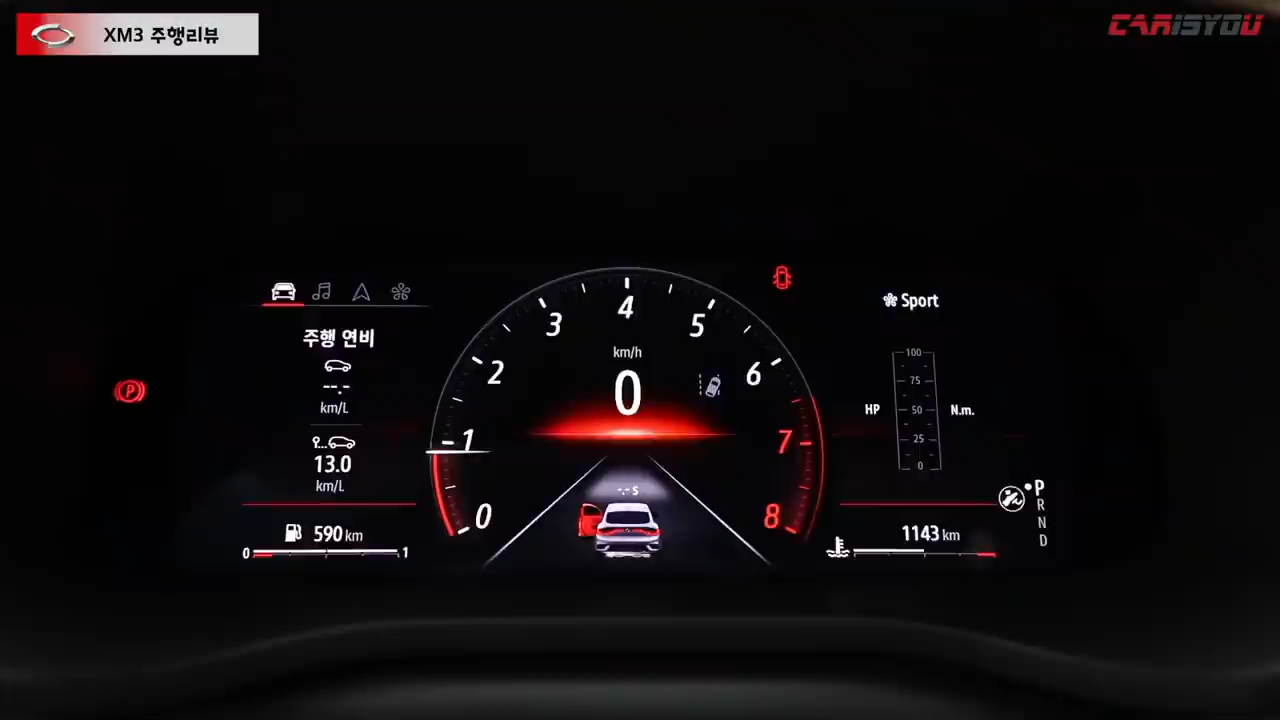 XM3 주행리뷰
CARISYOU
주행 연비
--.-
km/L
13.0
km/L
590 km
0 1
0
1
2
3
4
5
6
7
8
km/h
0
--.- S
Sport
HP
N.m.
100
75
50
25
0
1143 km
P
R
N
D
P